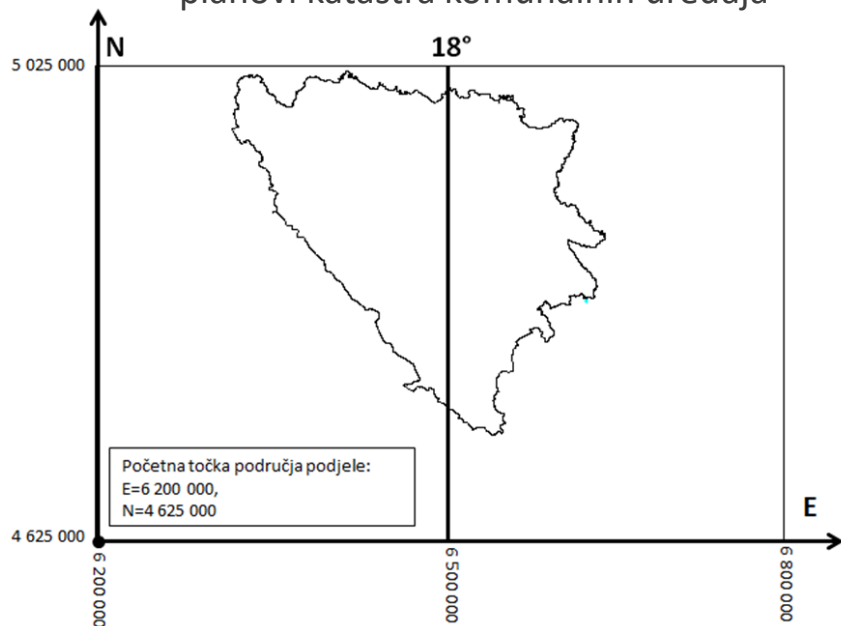 planovi katastra komunalnih uređaja
N
18°
5 025 000
Početna točka područja podjele:
E=6 200 000,
N=4 625 000
E
4 625 000
6 200 000
6 500 000
6 800 000